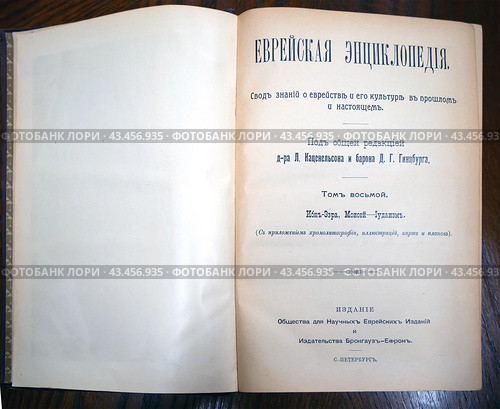 ЕВРЕЙСКАЯ ЭНЦИКЛОПЕДІЯ.
Сводъ знаній о еврействѣ и его культурѣ въ прошломъ
и настоящемъ.
ФОТОБАНК ЛОРИ · 43.456.935 · ФОТОБАНК ЛОРИ · 43.456.935 · ФОТОБАНК ЛОРИ · 43.456.935
Подъ общей редакціей
д-ра Л. Каценельсона и барона Д. Г. Гинцбурга.
Томъ восьмой.
Ибнъ-Эзра, Моисей—Іудаизмъ.
(Съ приложеніемъ хромолитографіи, иллюстрацій, картъ и плановъ).
ФОТОБАНК ЛОРИ · 43.456.935 · ФОТОБАНК ЛОРИ · 43.456.935 · ФОТОБАНК ЛОРИ · 43.456.935
ИЗДАНІЕ
Общества для Научныхъ Еврейскихъ Изданій
и
Издательства Брокгаузъ-Ефронъ.
С.-ПЕТЕРБУРГЪ.